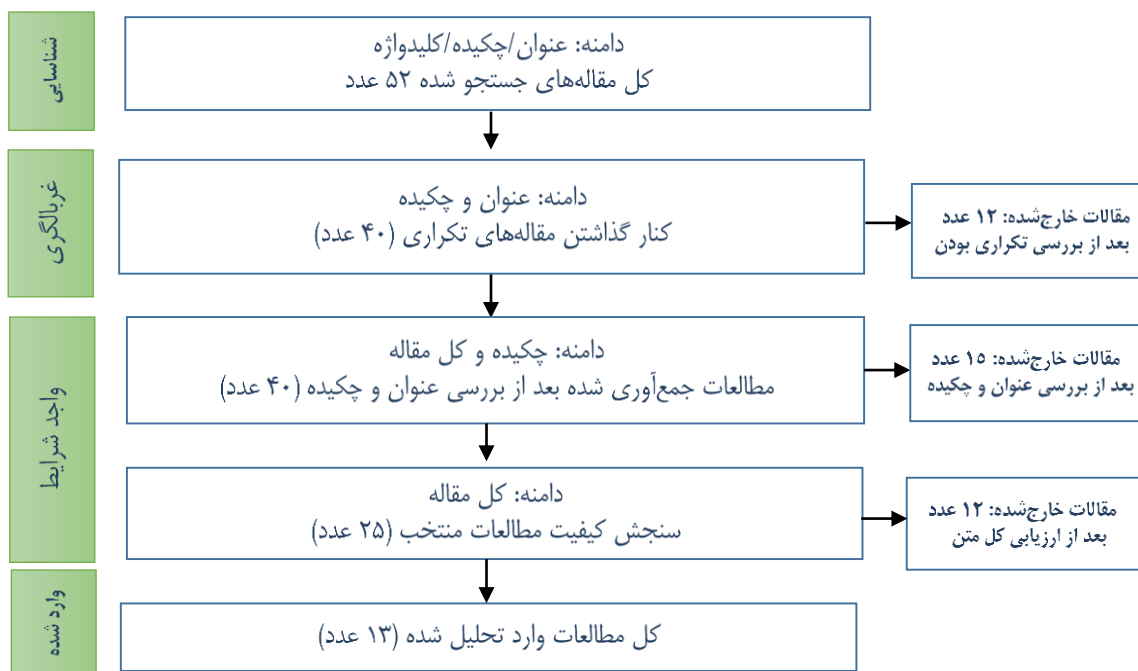 شناسایی
دامنه: عنوان/چکیده/کلیدواژه
کل مقاله‌های جستجو شده ۵۲ عدد
غربالگری
دامنه: عنوان و چکیده
کنار گذاشتن مقاله‌های تکراری (۴۰ عدد)
مقالات خارج‌شده: ۱۲ عدد
بعد از بررسی تکراری بودن
واجد شرایط
دامنه: چکیده و کل مقاله
مطالعات جمع‌آوری شده بعد از بررسی عنوان و چکیده (۴۰ عدد)
مقالات خارج‌شده: ۱۵ عدد
بعد از بررسی عنوان و چکیده
دامنه: کل مقاله
سنجش کیفیت مطالعات منتخب (۲۵ عدد)
مقالات خارج‌شده: ۱۲ عدد
بعد از ارزیابی کل متن
وارد شده
کل مطالعات وارد تحلیل شده (۱۳ عدد)